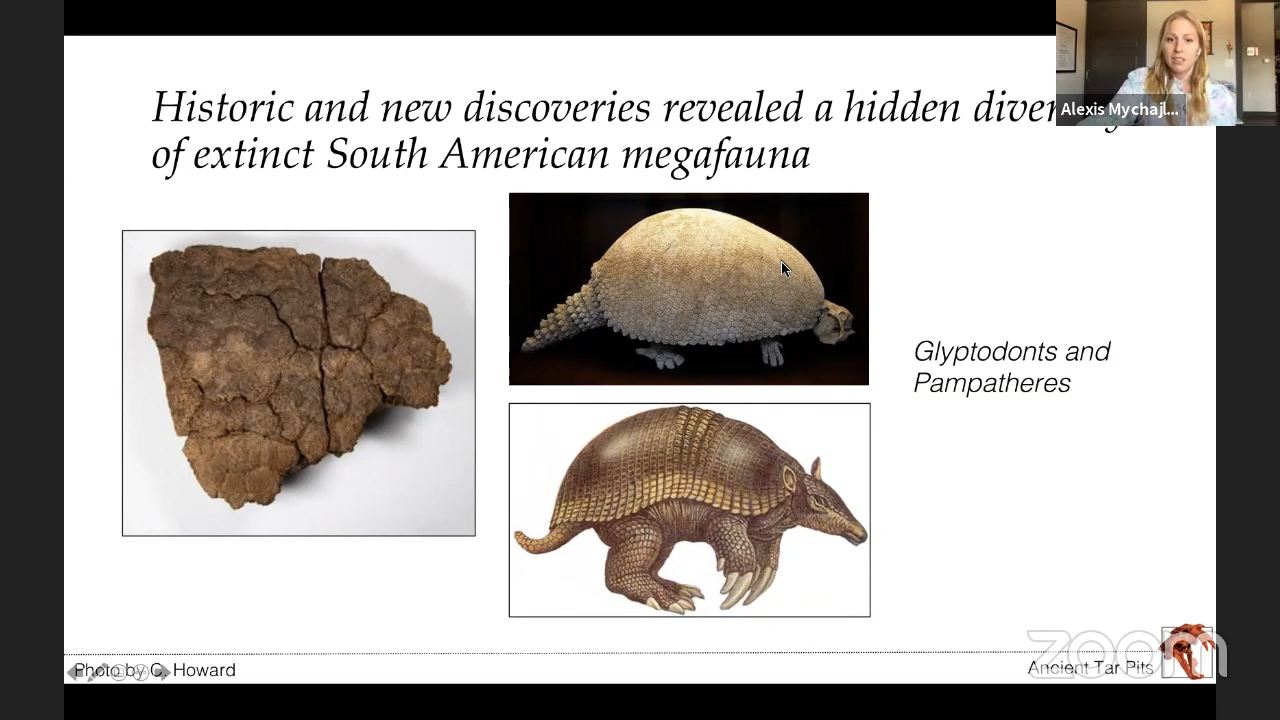 Historic and new discoveries revealed a hidden
of extinct South American megafauna
Alexis Mychajl...
Glyptodonts and
Pampatheres
Photo by C. Howard
Ancient Tar Pits
zoom